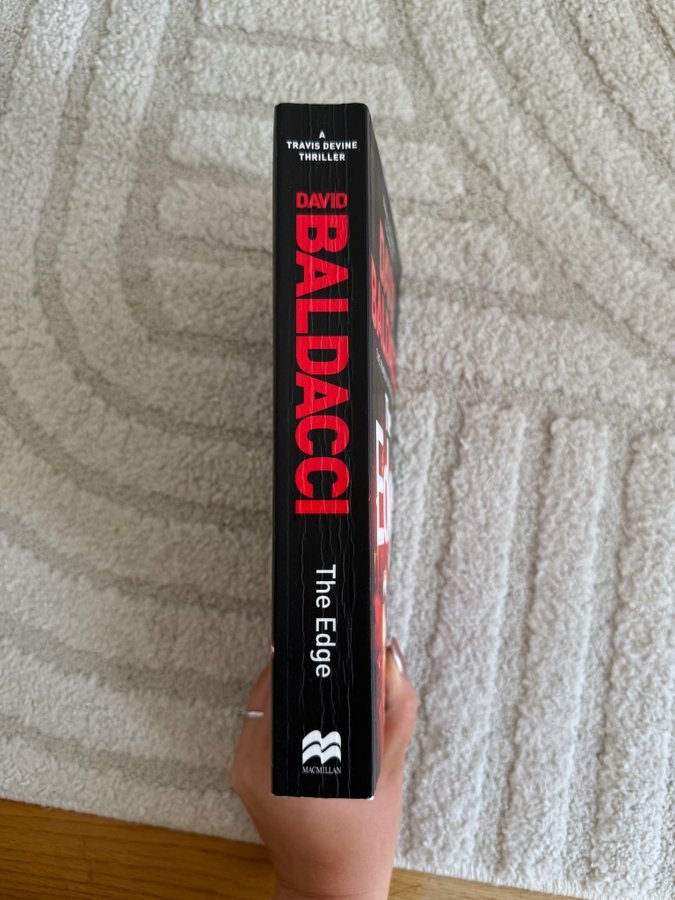 A
TRAVIS DEVINE
THRILLER
DAVID
BALDACCI
The Edge
MACMILLAN